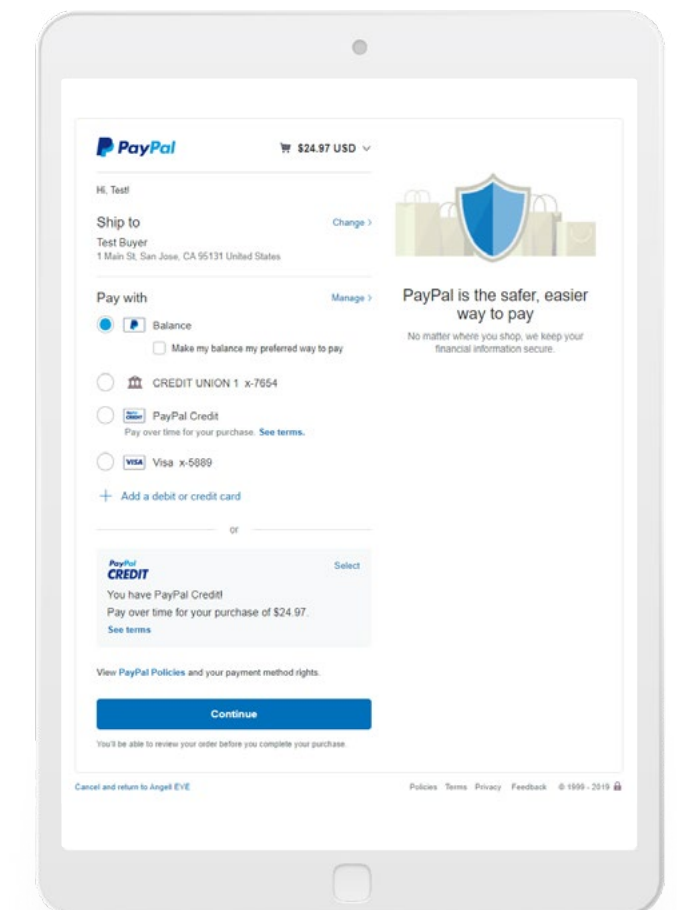 PayPal
$24.97 USD
Hi, Test!
Ship to
Change >
Test Buyer
1 Main St, San Jose, CA 95131 United States
Pay with
Manage >
Balance
Make my balance my preferred way to pay
CREDIT UNION 1 x-7654
PayPal CREDIT
PayPal Credit
Pay over time for your purchase. See terms.
VISA
Visa x-5889
+ Add a debit or credit card
or
PayPal
CREDIT
Select
You have PayPal Credit!
Pay over time for your purchase of $24.97.
See terms
View PayPal Policies and your payment method rights.
Continue
You'll be able to review your order before you complete your purchase.
Cancel and return to Angell EYE
PayPal is the safer, easier
way to pay
No matter where you shop, we keep your
financial information secure.
Policies Terms Privacy Feedback © 1999 - 2019